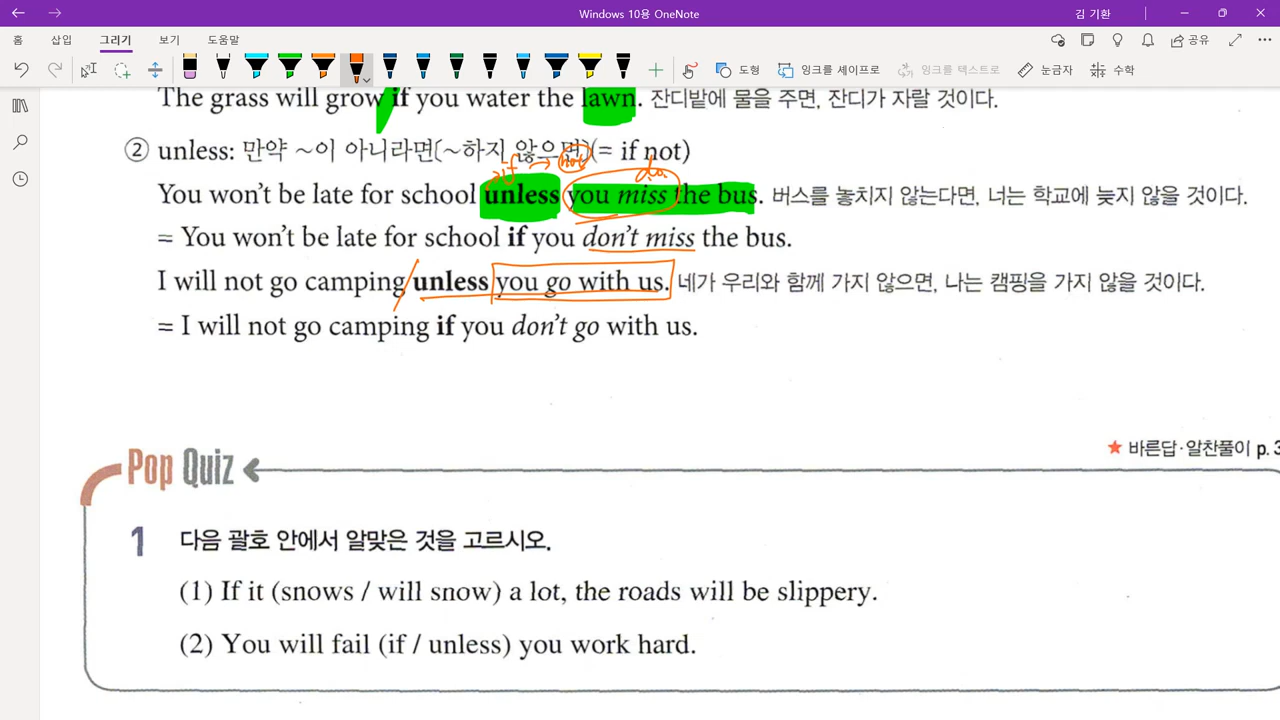 Windows 10용 OneNote
김 기환
홈 삽입 그리기 보기 도움말
공유
도형 잉크를 셰이프로 잉크를 텍스트로 눈금자 수학
The grass will grow if you water the lawn. 잔디밭에 물을 주면, 잔디가 자랄 것이다.
② unless: 만약 ~이 아니라면(~하지 않으면)(= if not)
if → not do
You won't be late for school unless you miss the bus. 버스를 놓치지 않는다면, 너는 학교에 늦지 않을 것이다.
= You won't be late for school if you don't miss the bus.
I will not go camping unless you go with us. 네가 우리와 함께 가지 않으면, 나는 캠핑을 가지 않을 것이다.
= I will not go camping if you don't go with us.
★ 바른답·알찬풀이 p. 3
Pop Quiz
1 다음 괄호 안에서 알맞은 것을 고르시오.
(1) If it (snows / will snow) a lot, the roads will be slippery.
(2) You will fail (if / unless) you work hard.